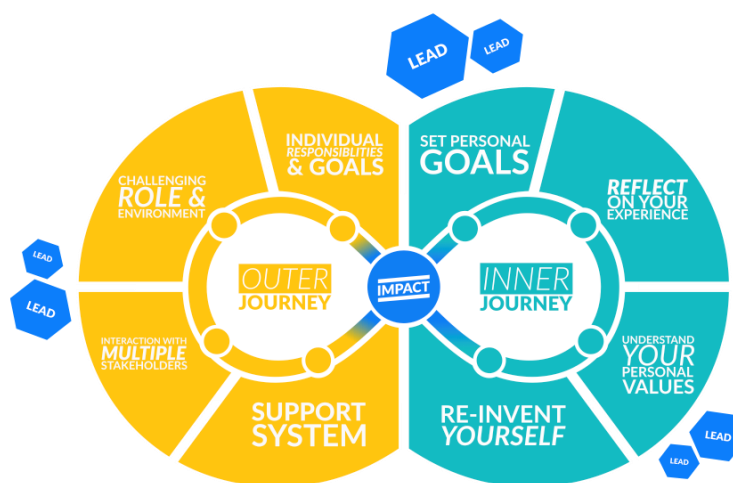 LEAD
LEAD
INDIVIDUAL
RESPONSIBLITIES
& GOALS
SET PERSONAL
GOALS
CHALLENGING
ROLE &
ENVIRONMENT
REFLECT
ON YOUR
EXPERIENCE
LEAD
LEAD
OUTER
JOURNEY
IMPACT
INNER
JOURNEY
INTERACTION WITH
MULTIPLE
STAKEHOLDERS
UNDERSTAND
YOUR
PERSONAL
VALUES
SUPPORT
SYSTEM
RE-INVENT
YOURSELF
LEAD
LEAD